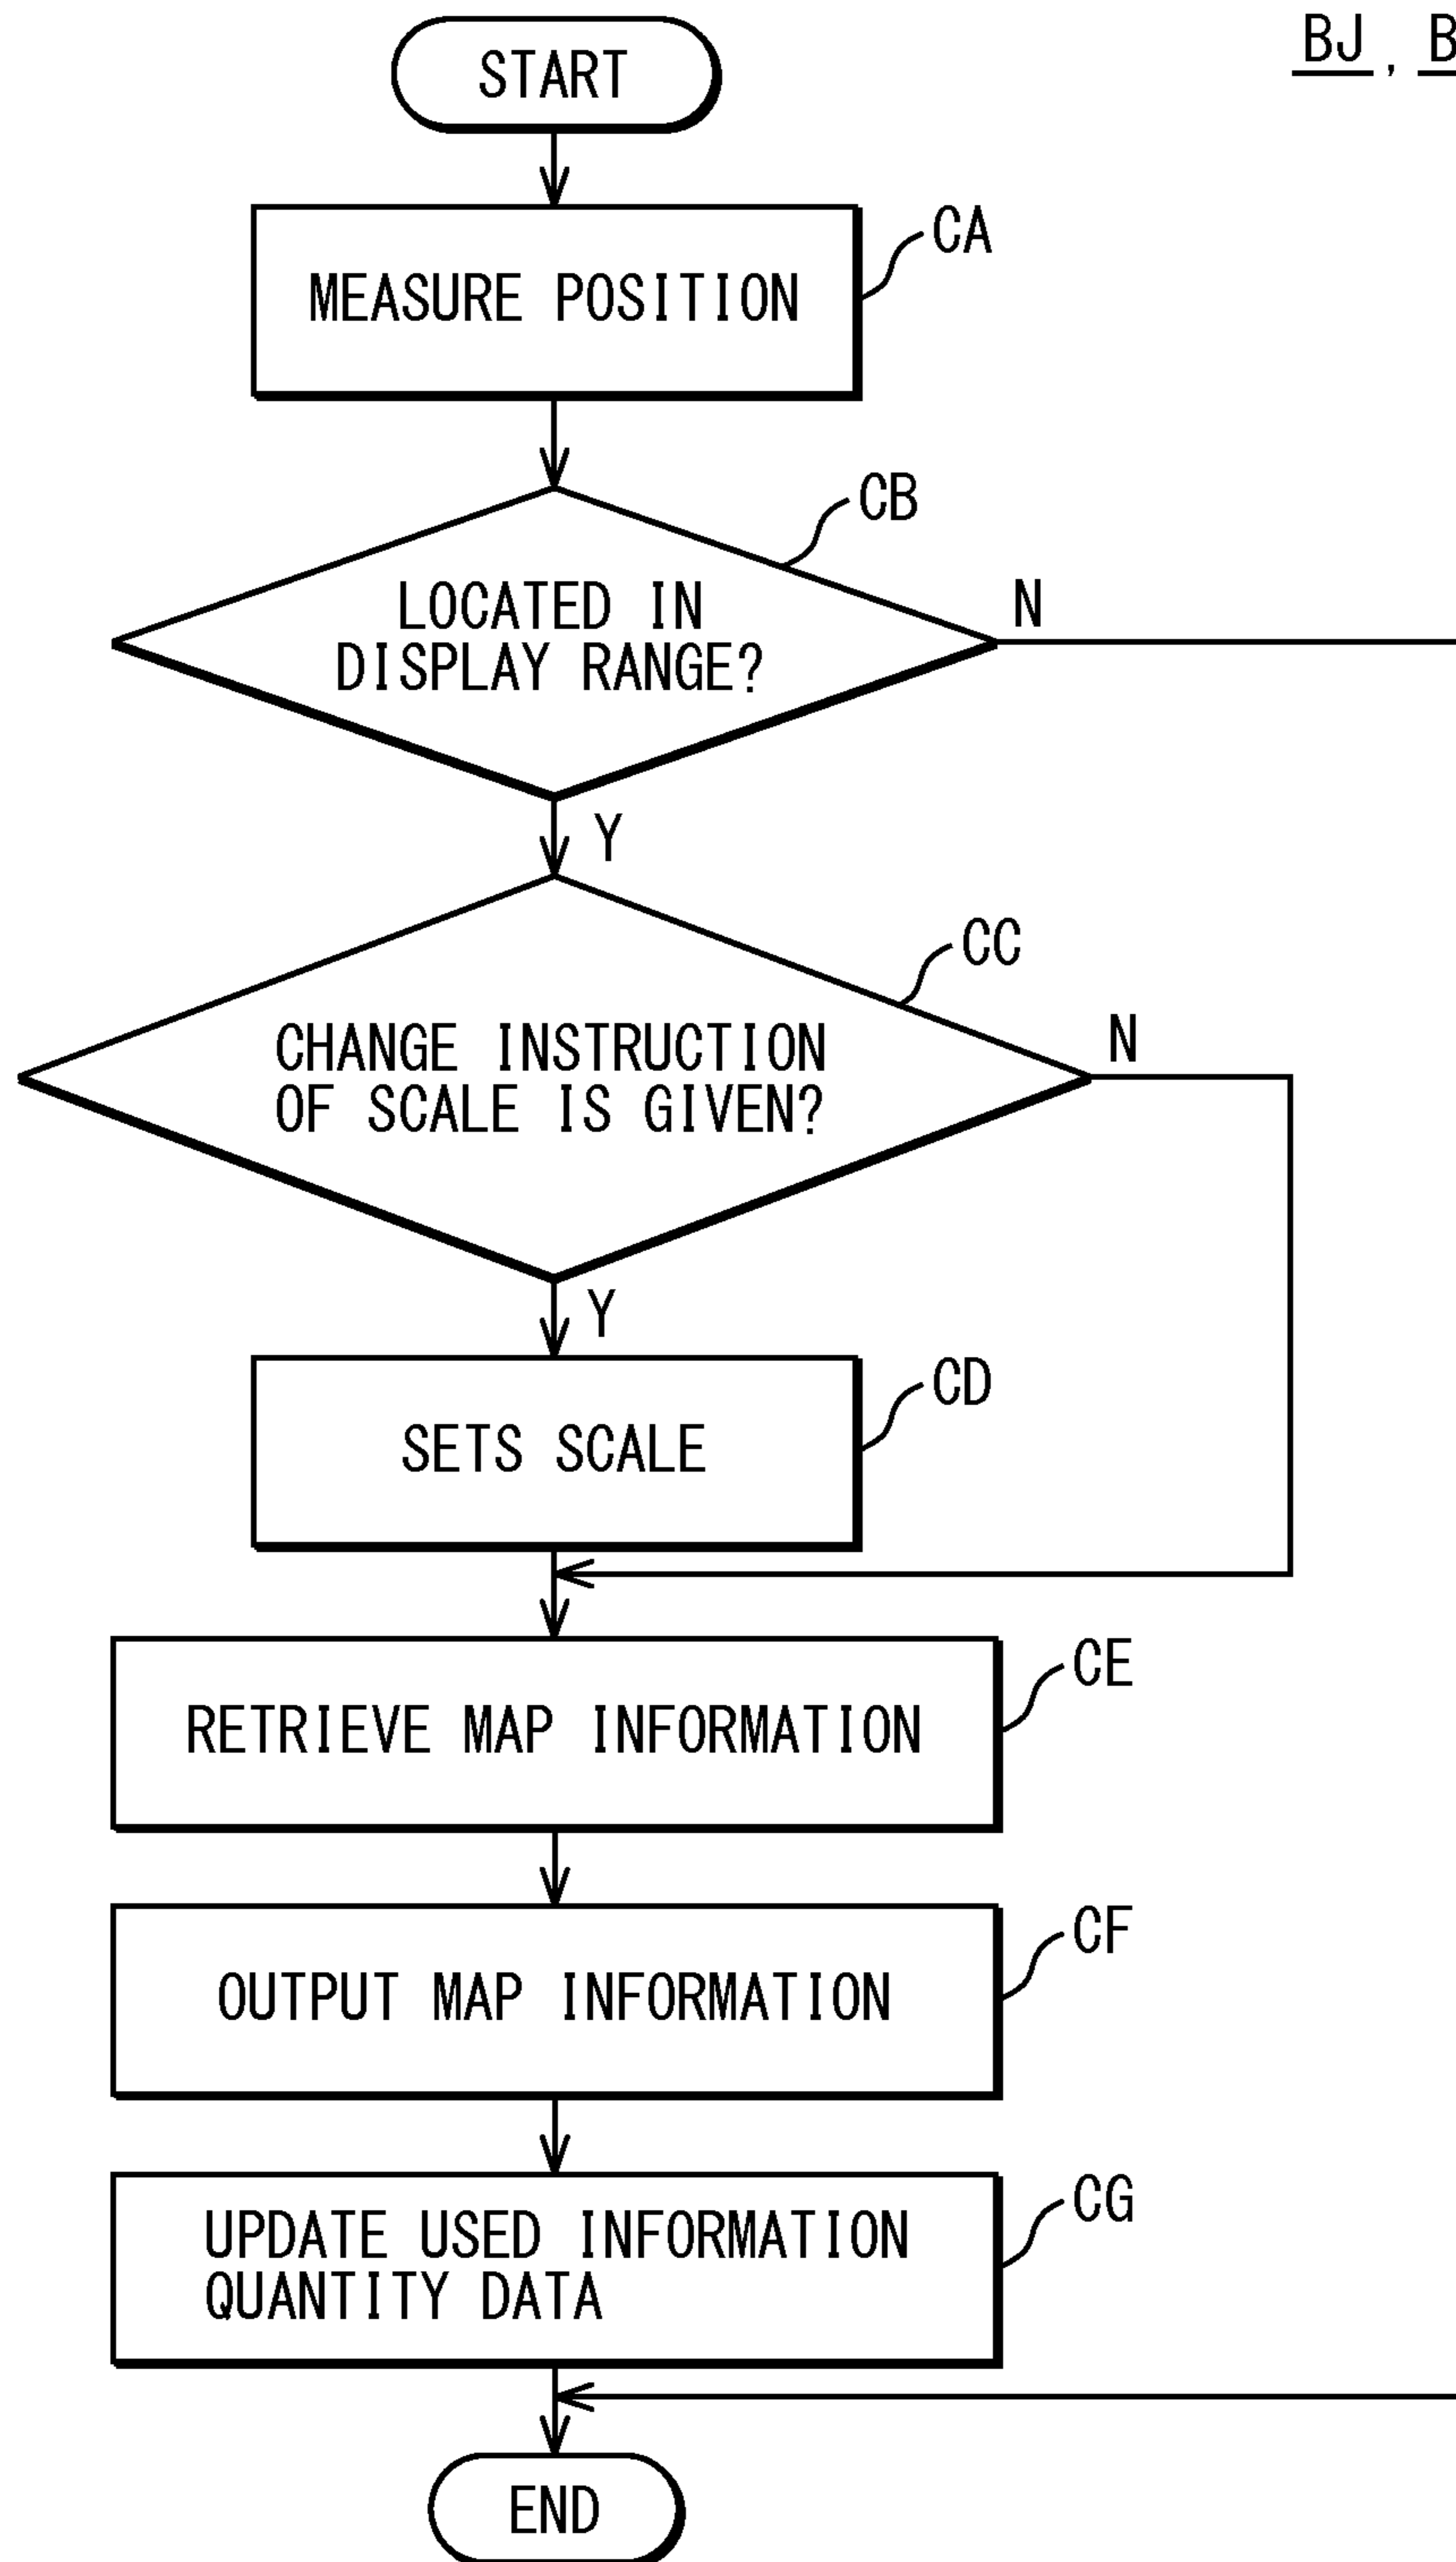 START
BJ, B
CA
MEASURE POSITION
CB
LOCATED IN
DISPLAY RANGE?
N
Y
CC
CHANGE INSTRUCTION
OF SCALE IS GIVEN?
N
Y
CD
SETS SCALE
CE
RETRIEVE MAP INFORMATION
CF
OUTPUT MAP INFORMATION
CG
UPDATE USED INFORMATION
QUANTITY DATA
END